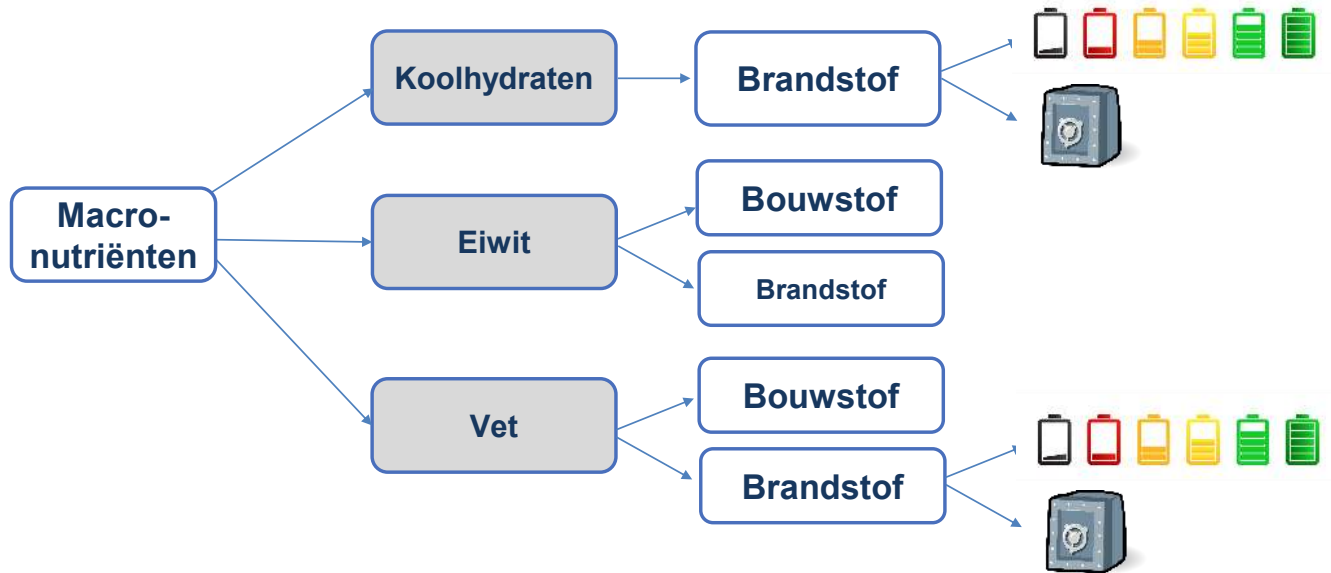 Macro-
nutriënten
Koolhydraten
Brandstof
Eiwit
Bouwstof
Brandstof
Vet
Bouwstof
Brandstof